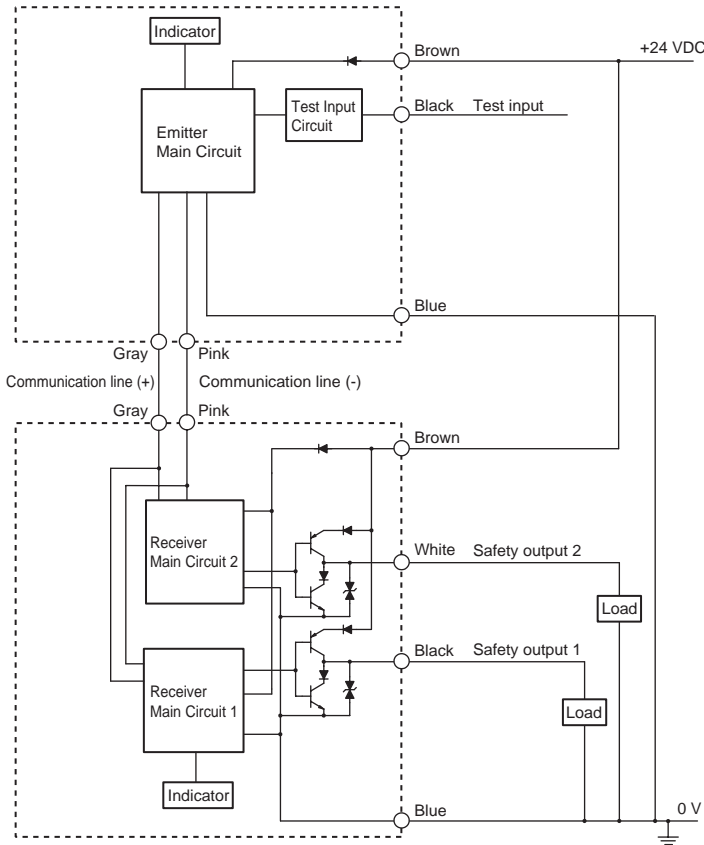 Indicator
Brown
+24 VDC
Emitter
Main Circuit
Test Input
Circuit
Black
Test input
Blue
Gray
Pink
Communication line (+)
Communication line (-)
Gray
Pink
Brown
Receiver
Main Circuit 2
White
Safety output 2
Load
Black
Safety output 1
Receiver
Main Circuit 1
Load
Indicator
Blue
0 V